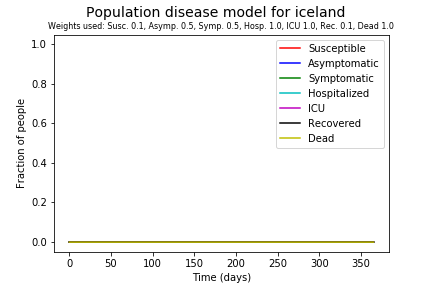 Population disease model for iceland
Weights used: Susc. 0.1, Asymp. 0.5, Symp. 0.5, Hosp. 1.0, ICU 1.0, Rec. 0.1, Dead 1.0
1.0
0.8
0.6
0.4
0.2
0.0
Fraction of people
Susceptible
Asymptomatic
Symptomatic
Hospitalized
ICU
Recovered
Dead
0 50 100 150 200 250 300 350
Time (days)